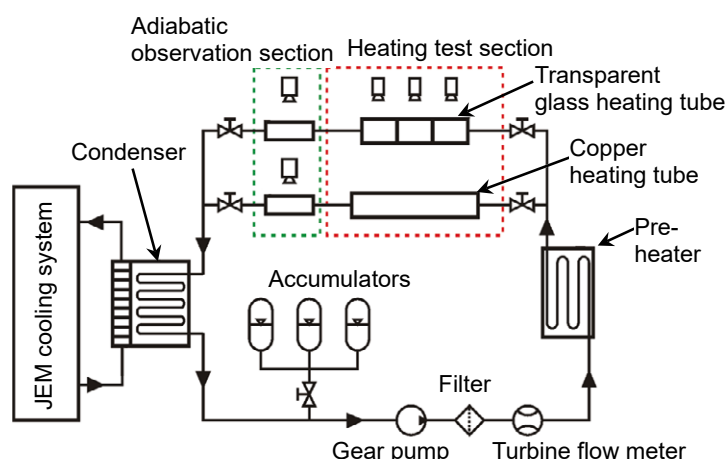 Adiabatic
observation section
Heating test section
Transparent
glass heating tube
Condenser
Copper
heating tube
Pre-
heater
JEM cooling system
Accumulators
Filter
Gear pump
Turbine flow meter